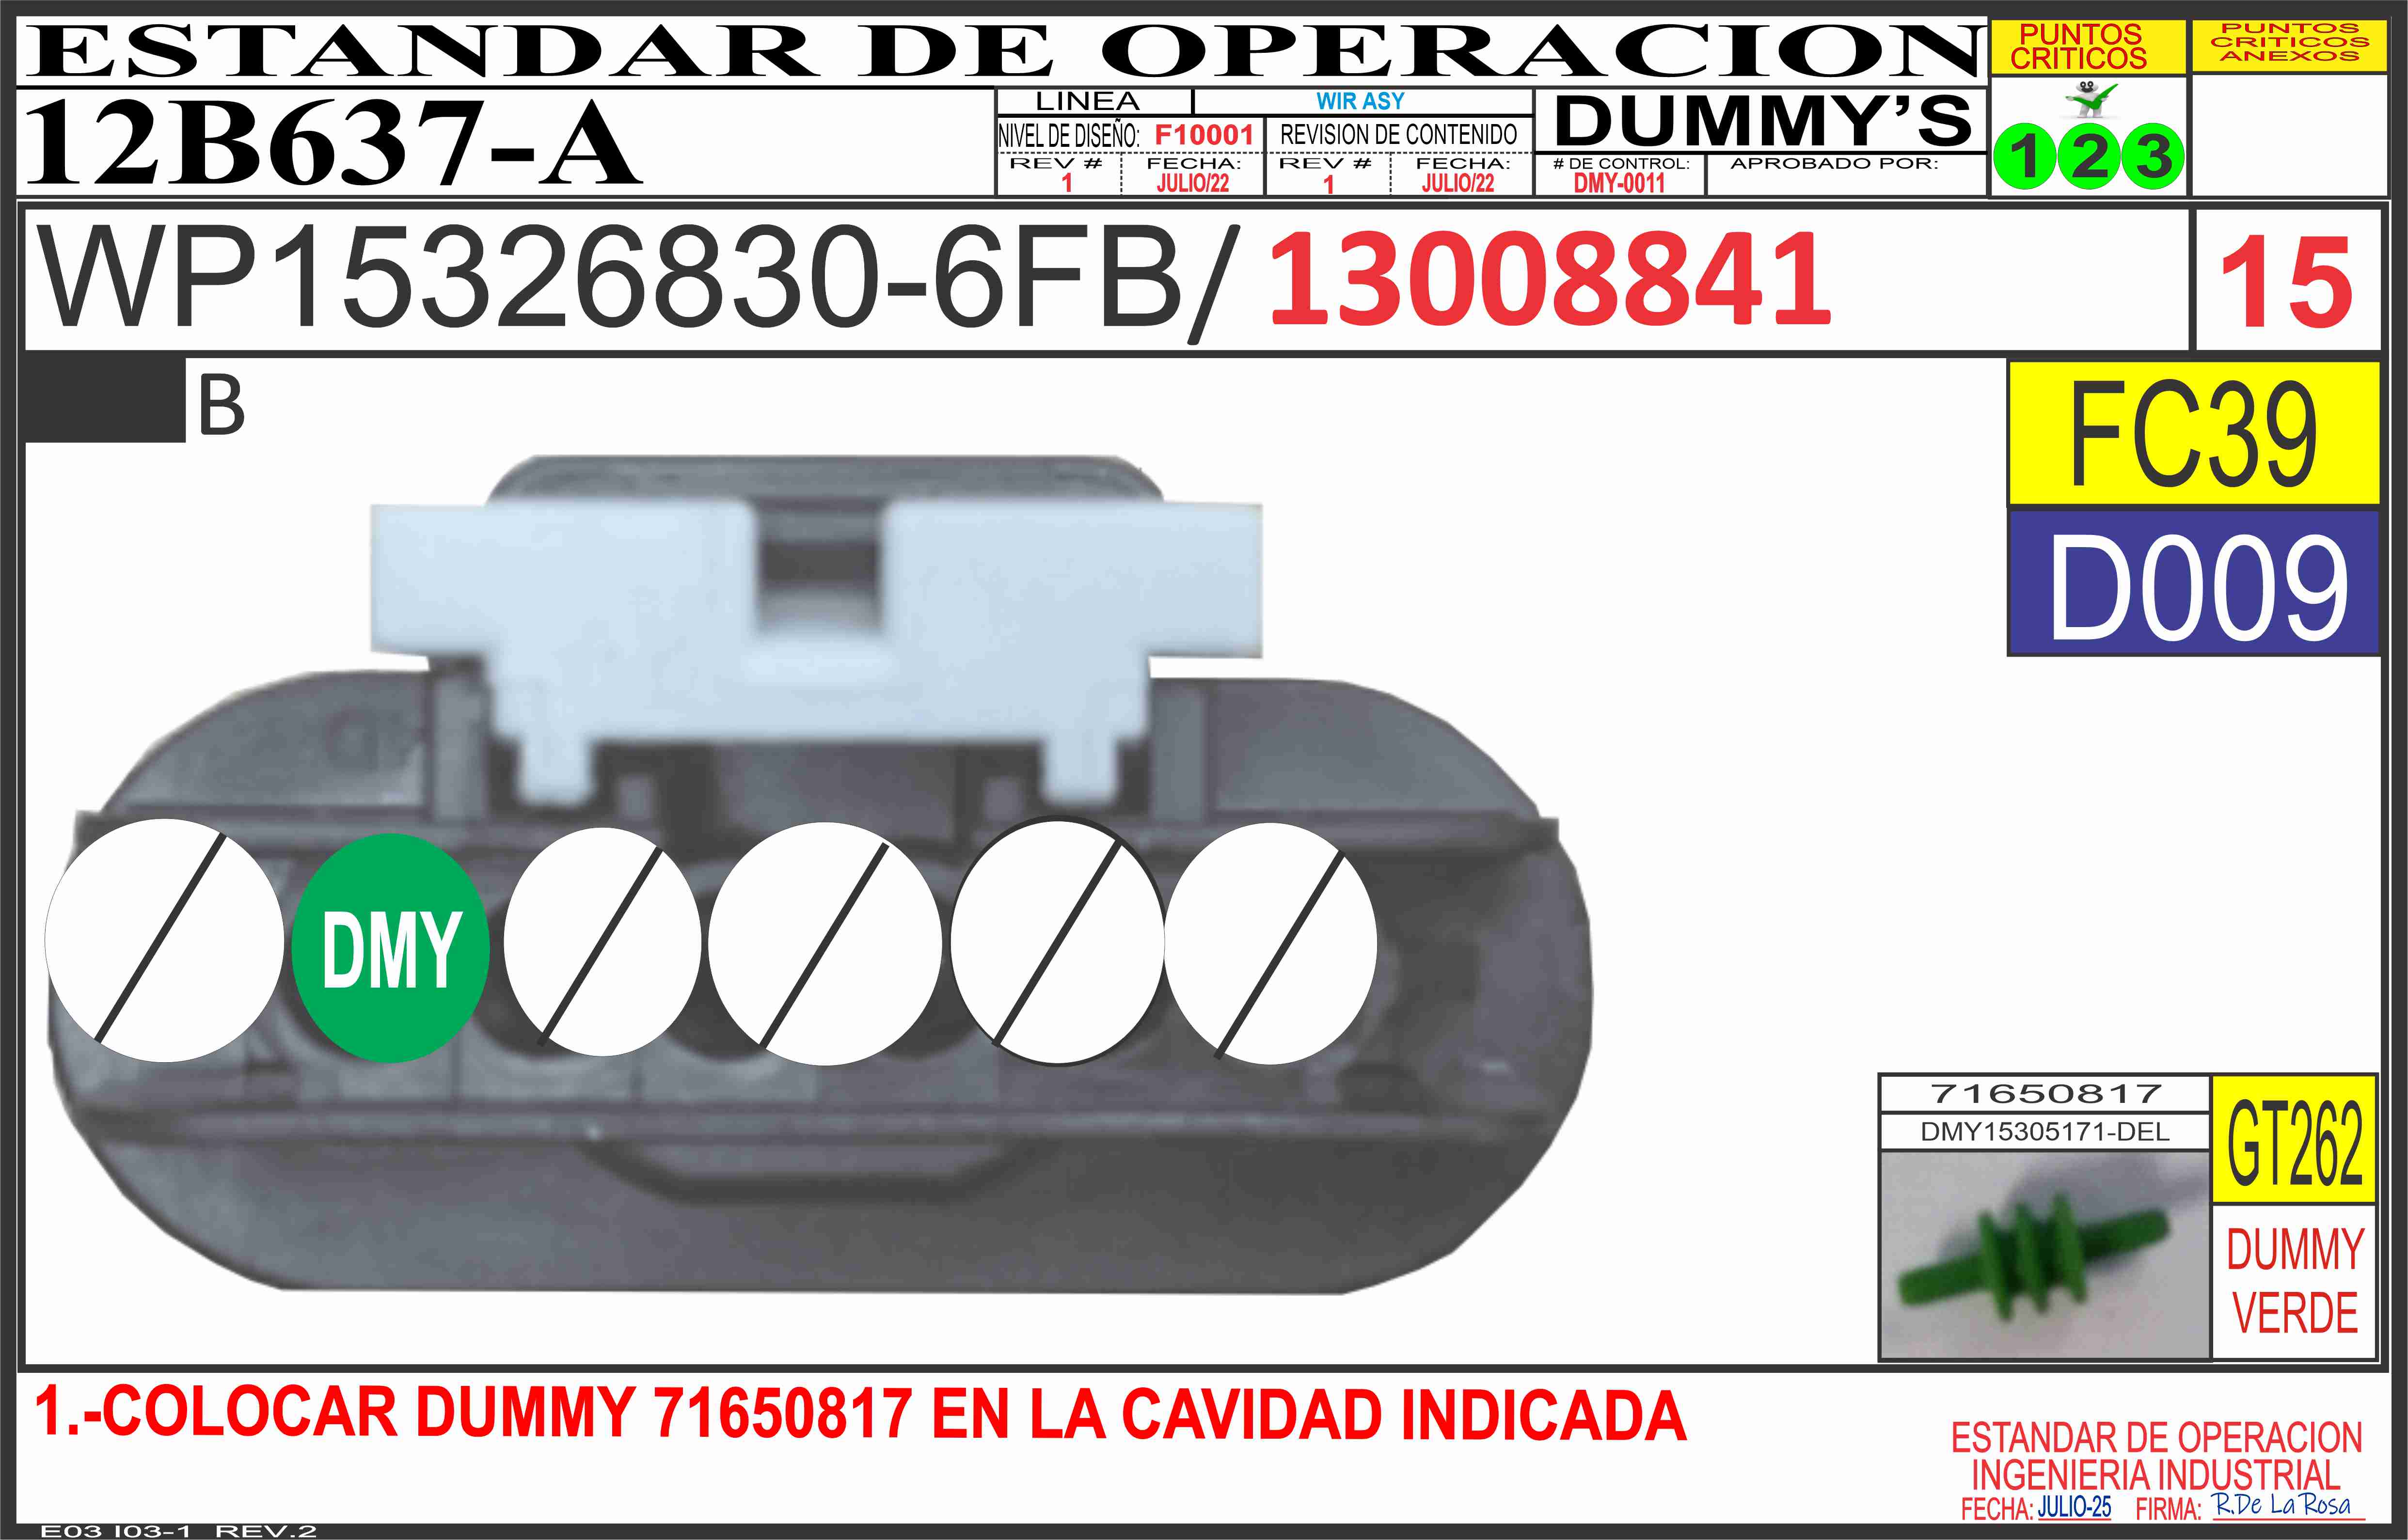 ESTANDAR DE OPERACION
PUNTOS
CRITICOS
PUNTOS
CRITICOS
ANEXOS
12B637-A
LINEA
WIR ASY
DUMMY'S
NIVEL DE DISEÑO: F10001
REVISION DE CONTENIDO
REV #
1
FECHA:
JULIO/22
REV #
1
FECHA:
JULIO/22
# DE CONTROL:
DMY-0011
APROBADO POR:
1 2 3
WP15326830-6FB/ 13008841
15
B
FC39
D009
DMY
71650817
DMY15305171-DEL
GT262
DUMMY
VERDE
1.-COLOCAR DUMMY 71650817 EN LA CAVIDAD INDICADA
ESTANDAR DE OPERACION
INGENIERIA INDUSTRIAL
FECHA: JULIO-25 FIRMA: R.De La Rosa
E03 I03-1 REV.2